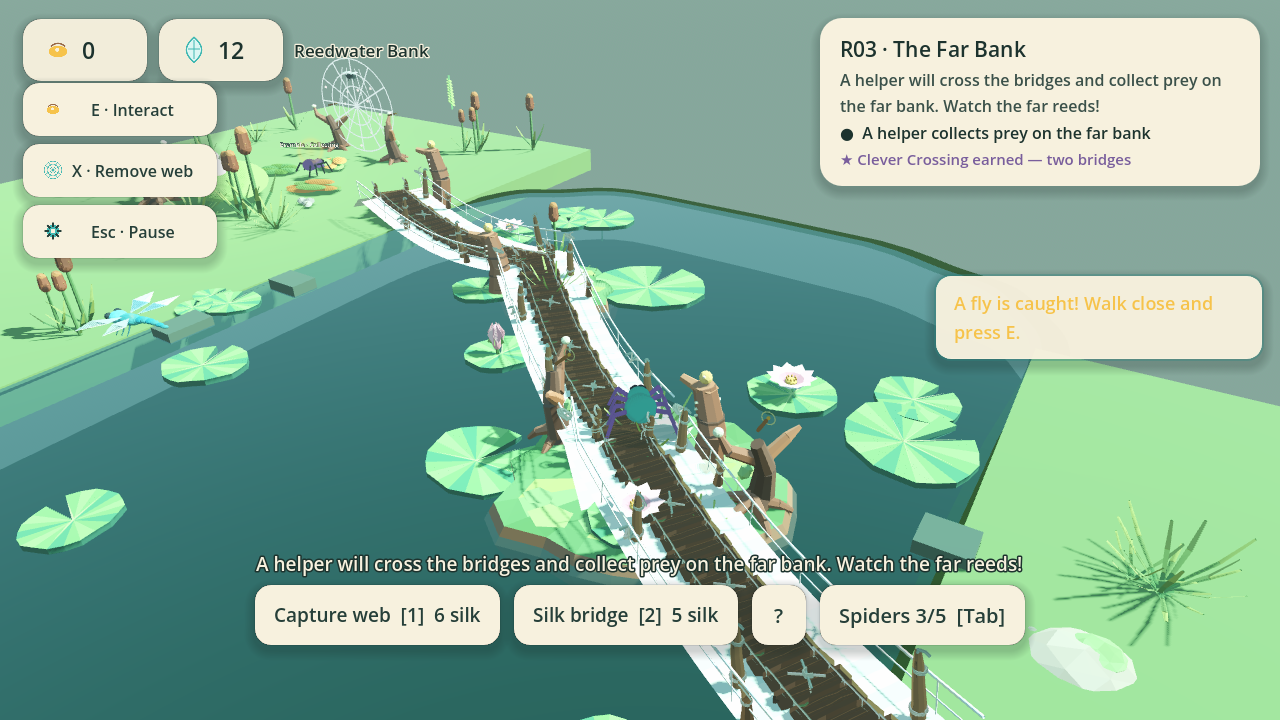 0
12
Reedwater Bank
E · Interact
X · Remove web
Esc · Pause
R03 · The Far Bank
A helper will cross the bridges and collect prey on
the far bank. Watch the far reeds!
● A helper collects prey on the far bank
★ Clever Crossing earned — two bridges
A fly is caught! Walk close and
press E.
A helper will cross the bridges and collect prey on the far bank. Watch the far reeds!
Capture web [1] 6 silk
Silk bridge [2] 5 silk
?
Spiders 3/5 [Tab]